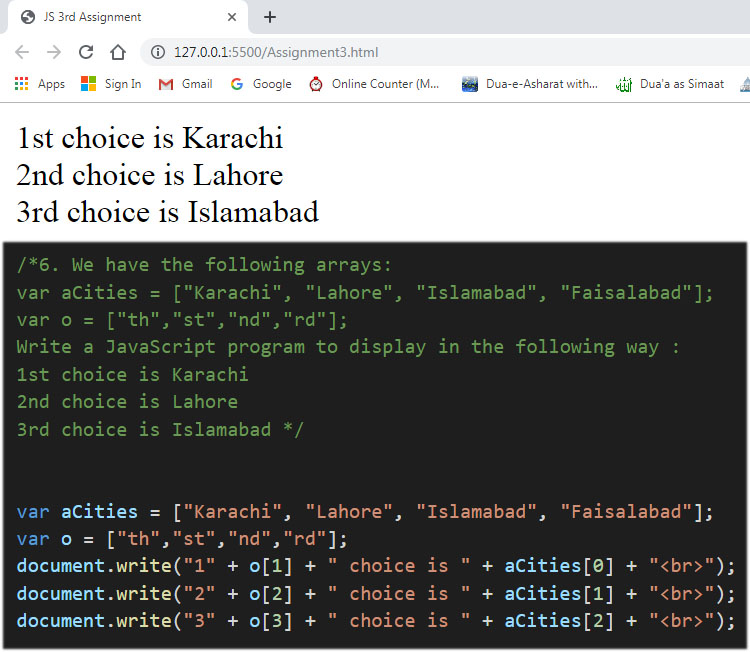 JS 3rd Assignment
127.0.0.1:5500/Assignment3.html
Apps Sign In Gmail Google Online Counter (M... Dua-e-Asharat with... Dua'a as Simaat
1st choice is Karachi
2nd choice is Lahore
3rd choice is Islamabad
/*6. We have the following arrays:
var aCities = ["Karachi", "Lahore", "Islamabad", "Faisalabad"];
var o = ["th","st","nd","rd"];
Write a JavaScript program to display in the following way :
1st choice is Karachi
2nd choice is Lahore
3rd choice is Islamabad */
var aCities = ["Karachi", "Lahore", "Islamabad", "Faisalabad"];
var o = ["th","st","nd","rd"];
document.write("1" + o[1] + " choice is " + aCities[0] + "<br>");
document.write("2" + o[2] + " choice is " + aCities[1] + "<br>");
document.write("3" + o[3] + " choice is " + aCities[2] + "<br>");